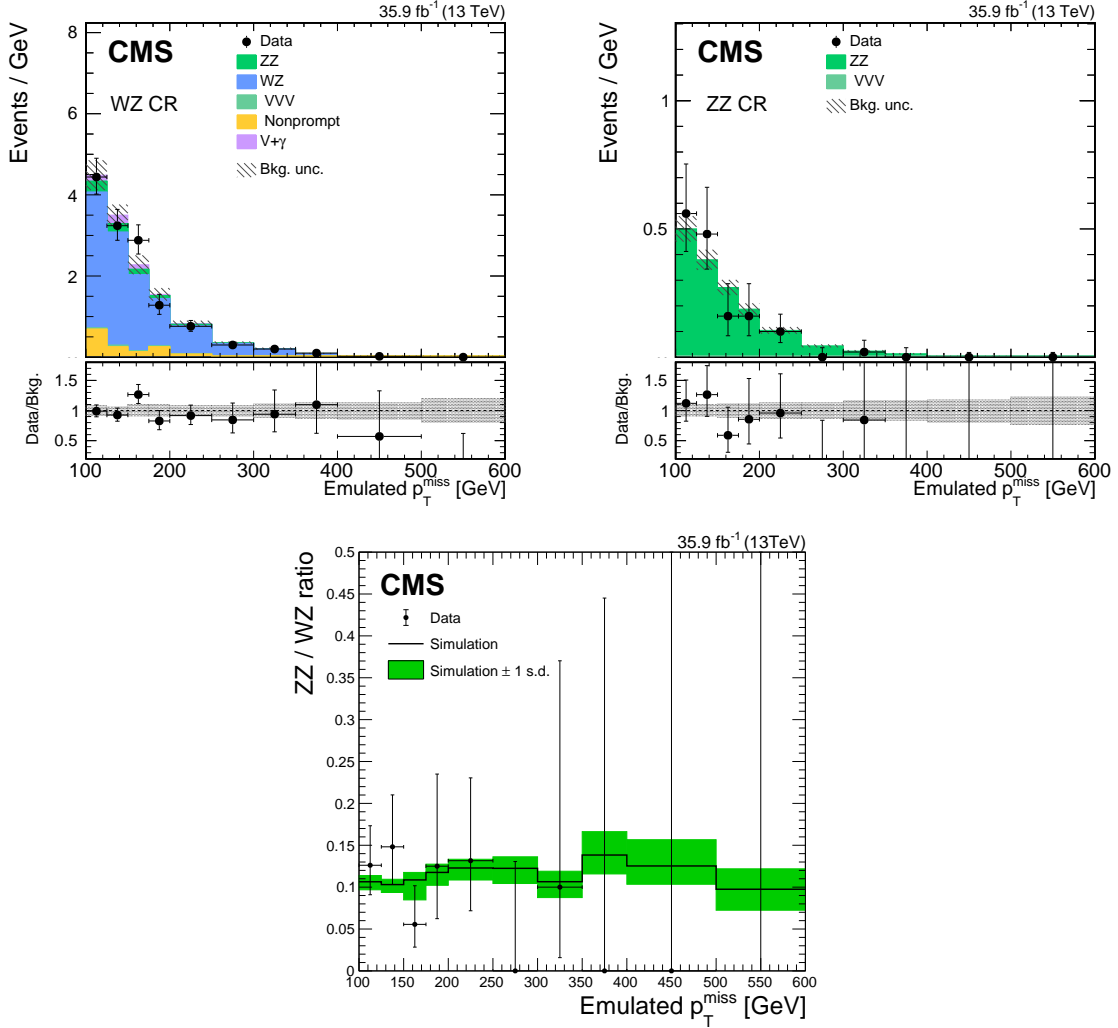 35.9 fb-1 (13 TeV)
CMS
WZ CR
Data
ZZ
WZ
VVV
Nonprompt
V+γ
Bkg. unc.
Events / GeV
8
6
4
2
Data/Bkg.
1.5
1
0.5
100 200 300 400 500 600
Emulated pTmiss [GeV]
35.9 fb-1 (13 TeV)
CMS
ZZ CR
Data
ZZ
VVV
Bkg. unc.
Events / GeV
1
0.5
Data/Bkg.
1.5
1
0.5
100 200 300 400 500 600
Emulated pTmiss [GeV]
35.9 fb-1 (13TeV)
CMS
Data
Simulation
Simulation ± 1 s.d.
ZZ / WZ ratio
0.5
0.45
0.4
0.35
0.3
0.25
0.2
0.15
0.1
0.05
0
100 150 200 250 300 350 400 450 500 550 600
Emulated pTmiss [GeV]